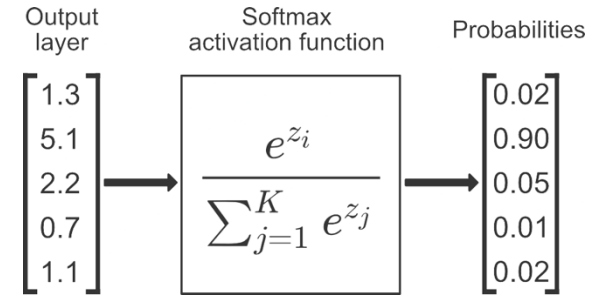 Output
layer
Softmax
activation function
Probabilities
1.3
5.1
2.2
0.7
1.1
e^{z_i}
∑_{j=1}^{K} e^{z_j}
0.02
0.90
0.05
0.01
0.02